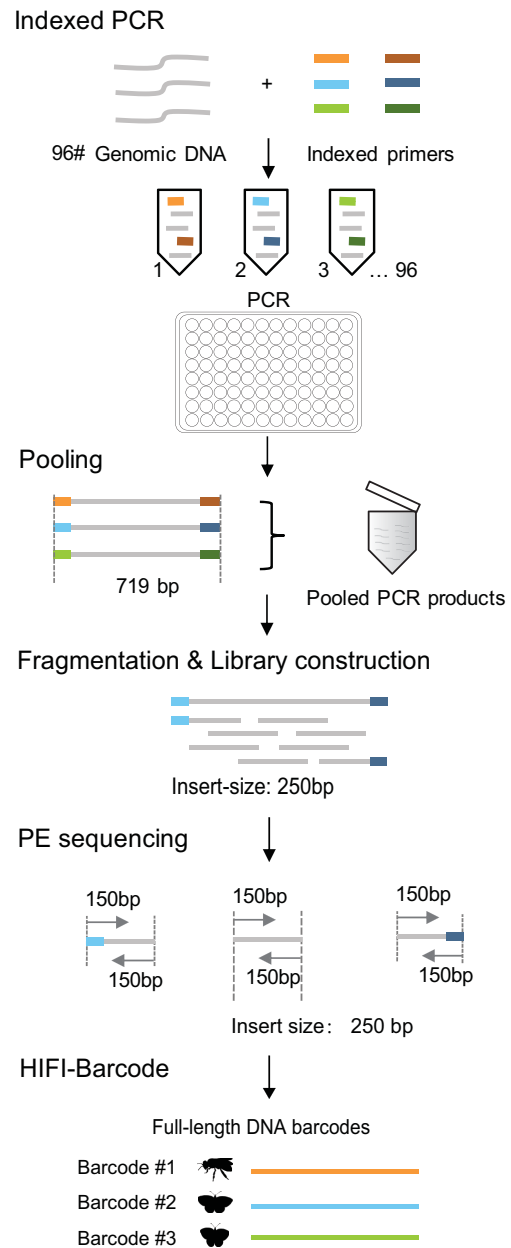 Indexed PCR
+
96# Genomic DNA
Indexed primers
1
2
3 ... 96
PCR
Pooling
719 bp
Pooled PCR products
Fragmentation & Library construction
Insert-size: 250bp
PE sequencing
150bp
150bp
150bp
150bp
150bp
150bp
Insert size: 250 bp
HIFI-Barcode
Full-length DNA barcodes
Barcode #1
Barcode #2
Barcode #3